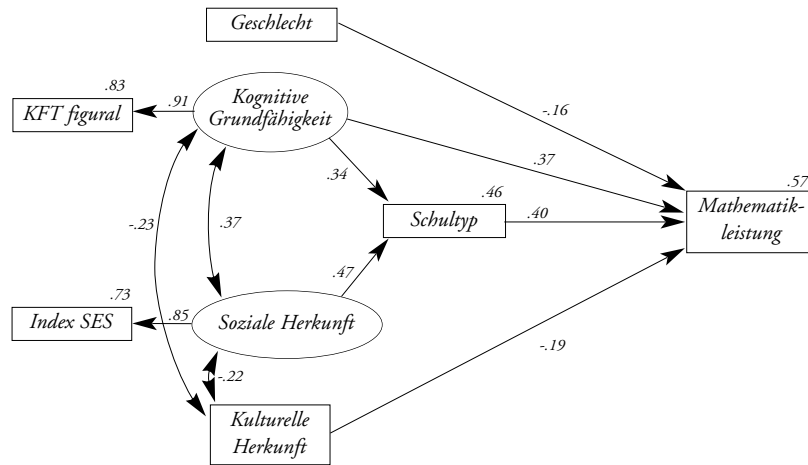 Geschlecht
.83
.91
KFT figural
Kognitive
Grundfähigkeit
-.16
.37
.34
.57
.46
Mathematik-
leistung
Schultyp
.40
-.23
.37
.47
.73
.85
Index SES
Soziale Herkunft
-.19
-.22
Kulturelle
Herkunft